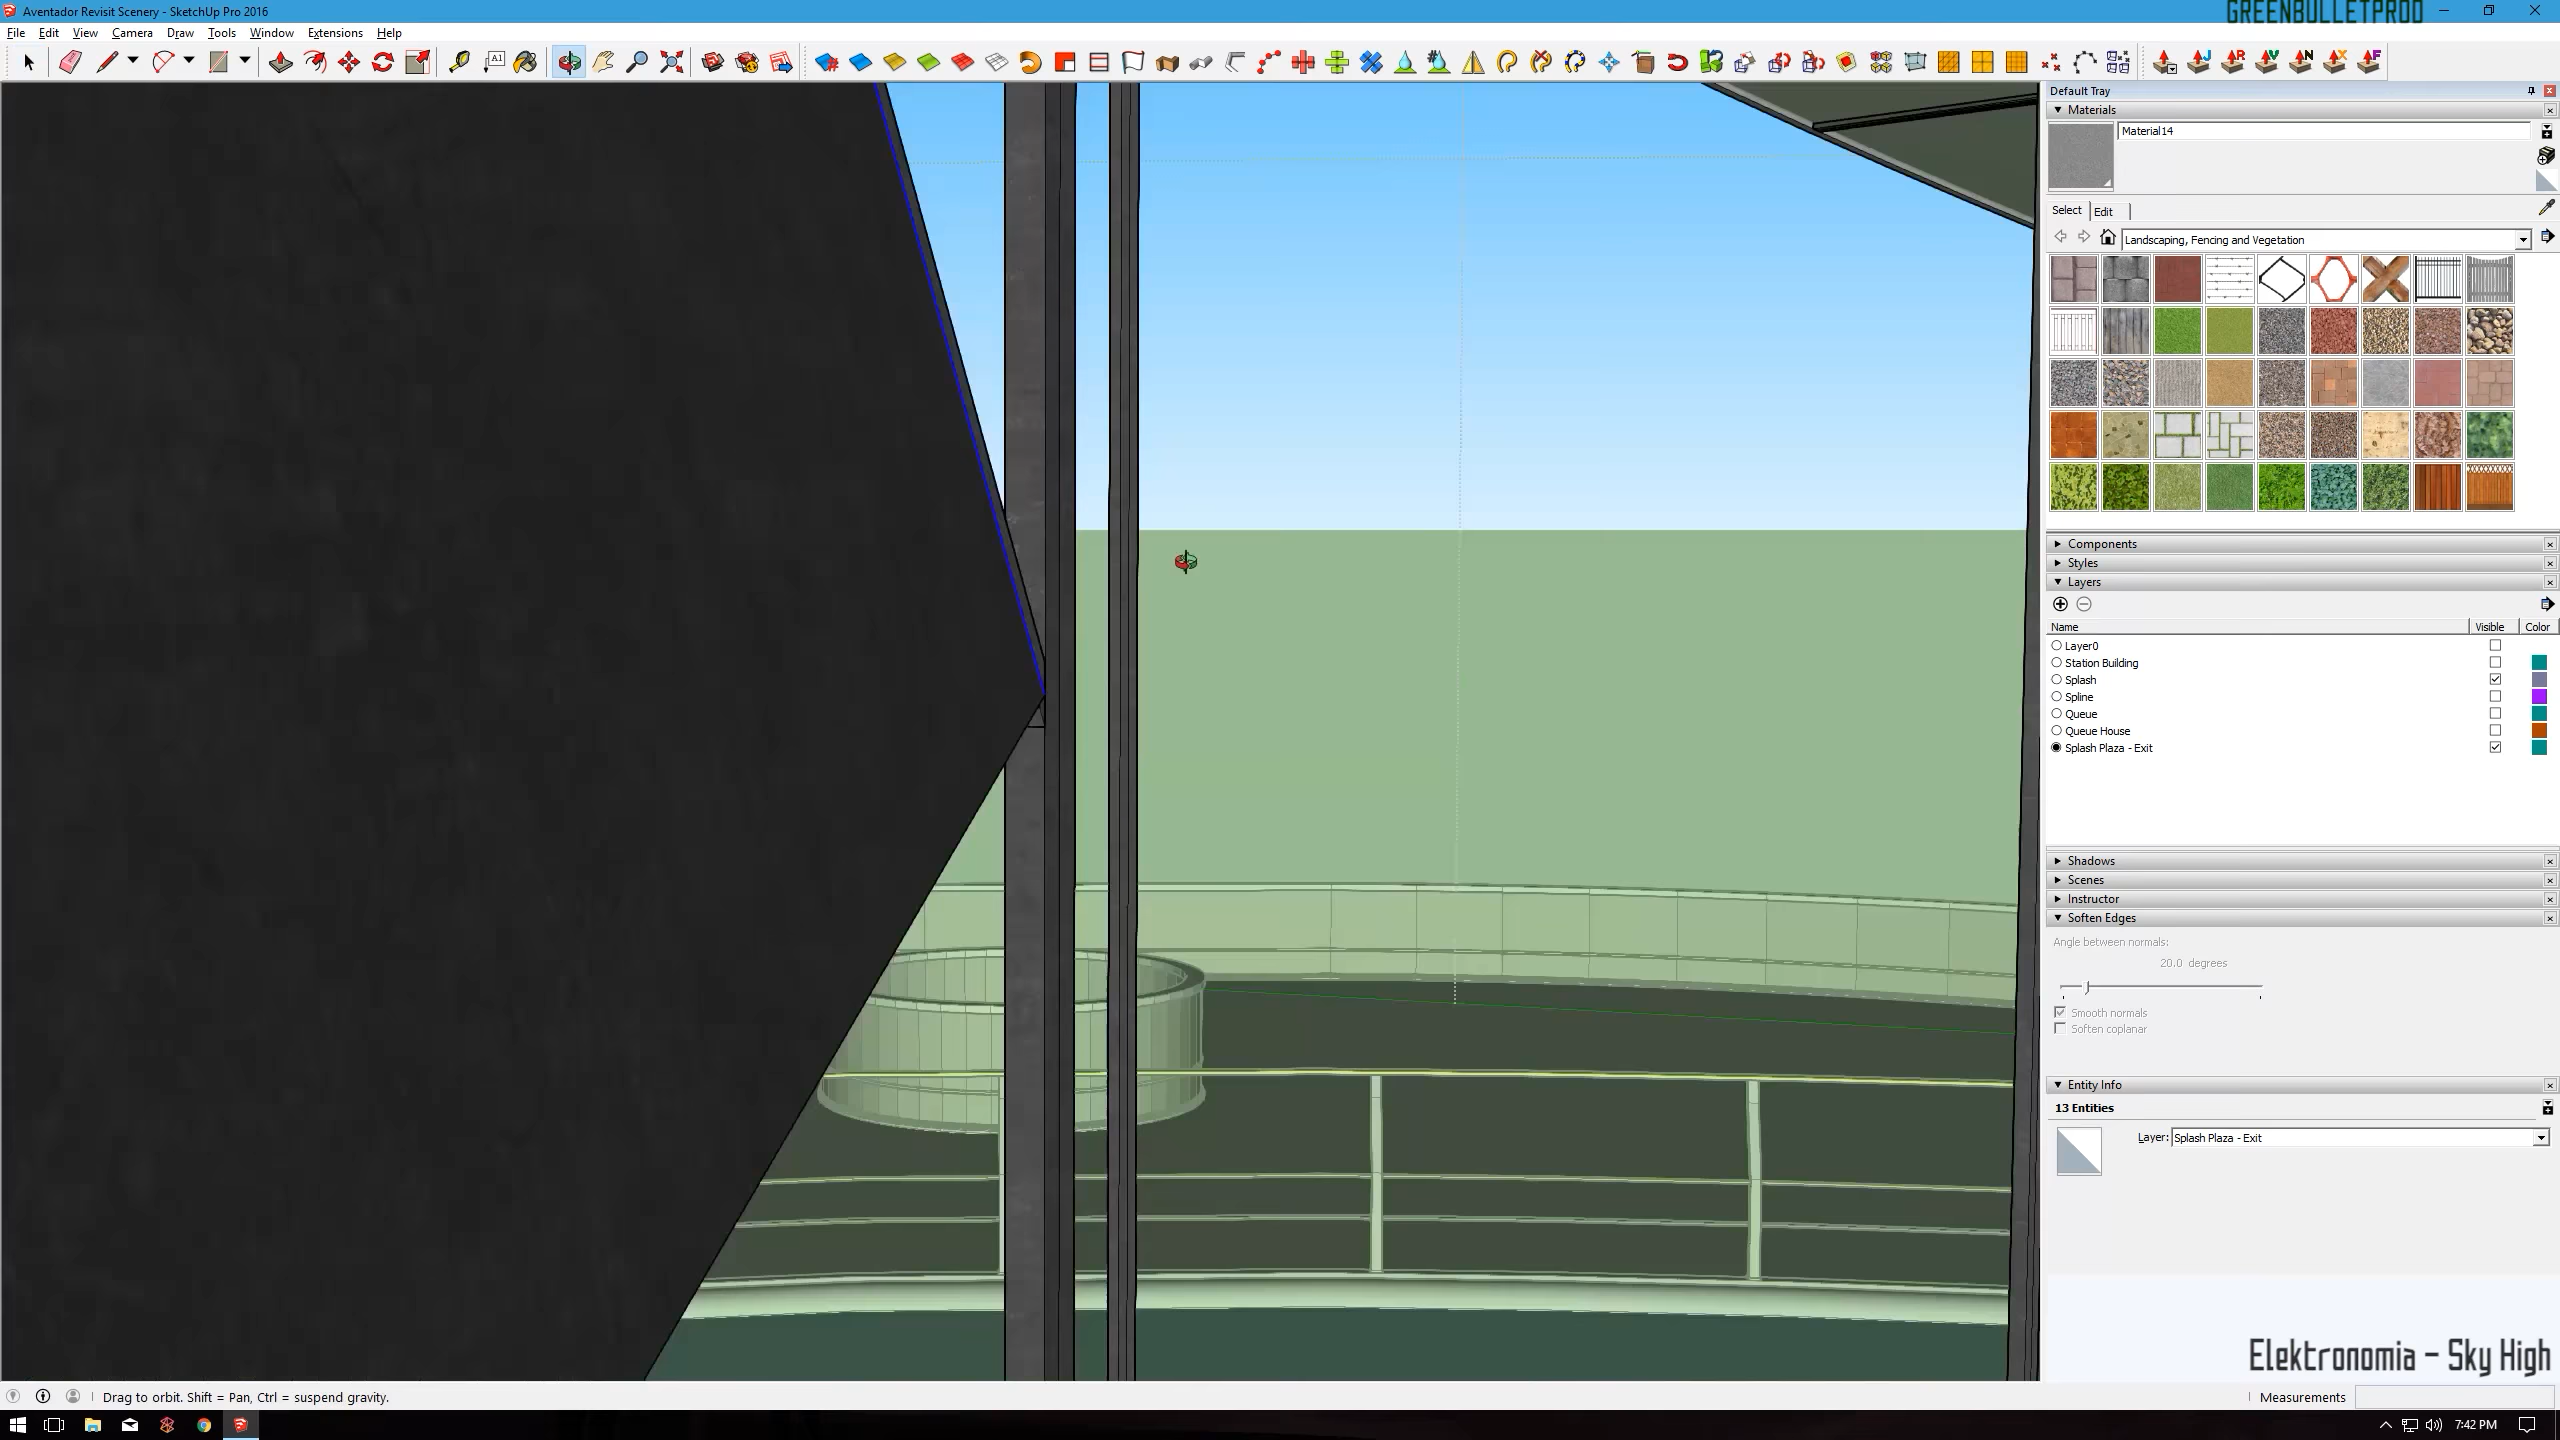 Aventador Revisit Scenery - SketchUp Pro 2016
GREENBULLETPROD
File Edit View Camera Draw Tools Window Extensions Help
A1
J R V N X F
Default Tray
Materials
Material14
Select Edit
Landscaping, Fencing and Vegetation
Components
Styles
Layers
Name Visible Color
Layer0
Station Building
Splash
Spline
Queue
Queue House
Splash Plaza - Exit
Shadows
Scenes
Instructor
Soften Edges
Angle between normals:
20.0 degrees
Smooth normals
Soften coplanar
Entity Info
13 Entities
Layer: Splash Plaza - Exit
Elektronomia - Sky High
Drag to orbit. Shift = Pan, Ctrl = suspend gravity.
Measurements
7:42 PM